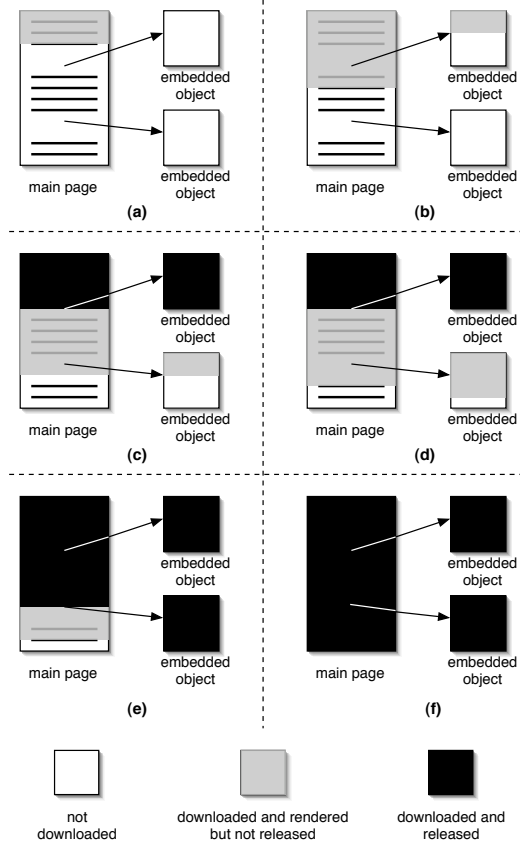 embedded
object
embedded
object
main page
(a)
embedded
object
embedded
object
main page
(b)
embedded
object
embedded
object
main page
(c)
embedded
object
embedded
object
main page
(d)
embedded
object
embedded
object
main page
(e)
embedded
object
embedded
object
main page
(f)
not
downloaded
downloaded and rendered
but not released
downloaded and
released